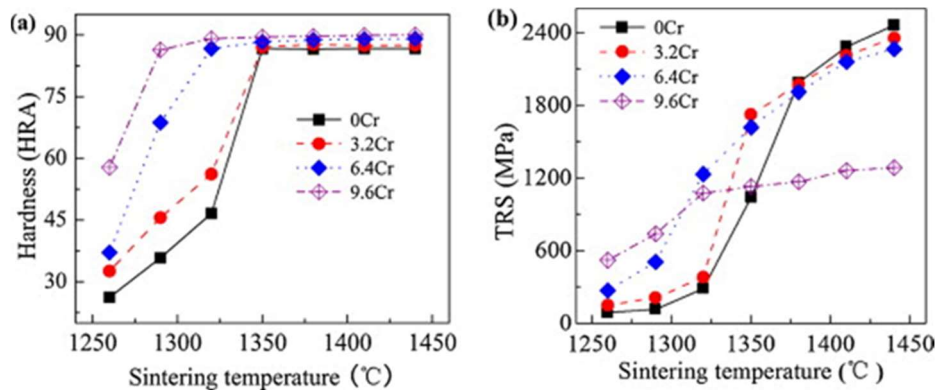 (a)
90
75
60
45
30
Hardness (HRA)
0Cr
3.2Cr
6.4Cr
9.6Cr
1250 1300 1350 1400 1450
Sintering temperature (℃)
(b)
2400
1800
1200
600
0
TRS (MPa)
0Cr
3.2Cr
6.4Cr
9.6Cr
1250 1300 1350 1400 1450
Sintering temperature (℃)